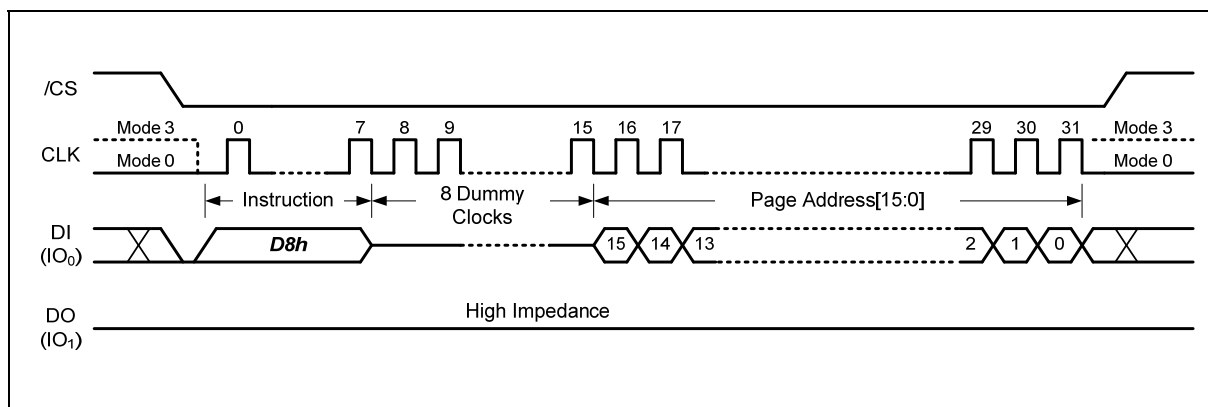 /CS
Mode 3 0 7 8 9 15 16 17 29 30 31 Mode 3
CLK
Mode 0 Mode 0
Instruction 8 Dummy Clocks Page Address[15:0]
DI
(IO0)
D8h 15 14 13 2 1 0
DO
(IO1)
High Impedance